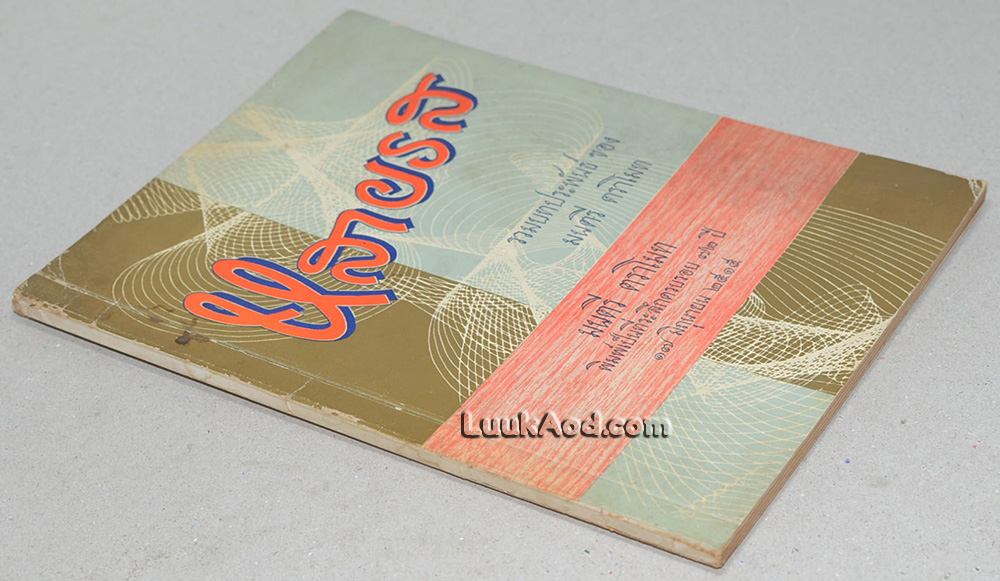 รวมบทประพันธ์ ของ
มนตรี ตราโมท
มนตรี ตราโมท
พิมพ์เป็นที่ระลึกครบรอบ ๗๒ ปี
๑๗ มิถุนายน ๒๕๑๕
LuukAod.com